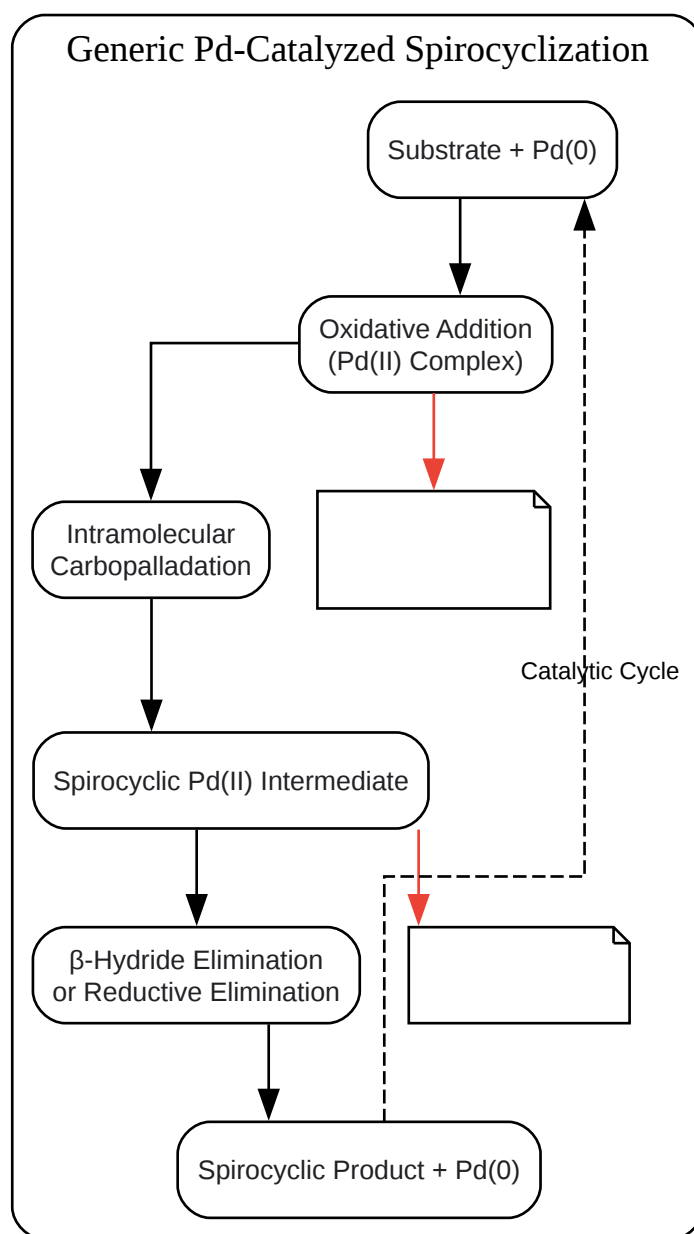 Generic Pd-Catalyzed Spirocyclization
Substrate + Pd(0)
Oxidative Addition
(Pd(II) Complex)
Intramolecular
Carbopalladation
Catalytic Cycle
Spirocyclic Pd(II) Intermediate
β-Hydride Elimination
or Reductive Elimination
Spirocyclic Product + Pd(0)